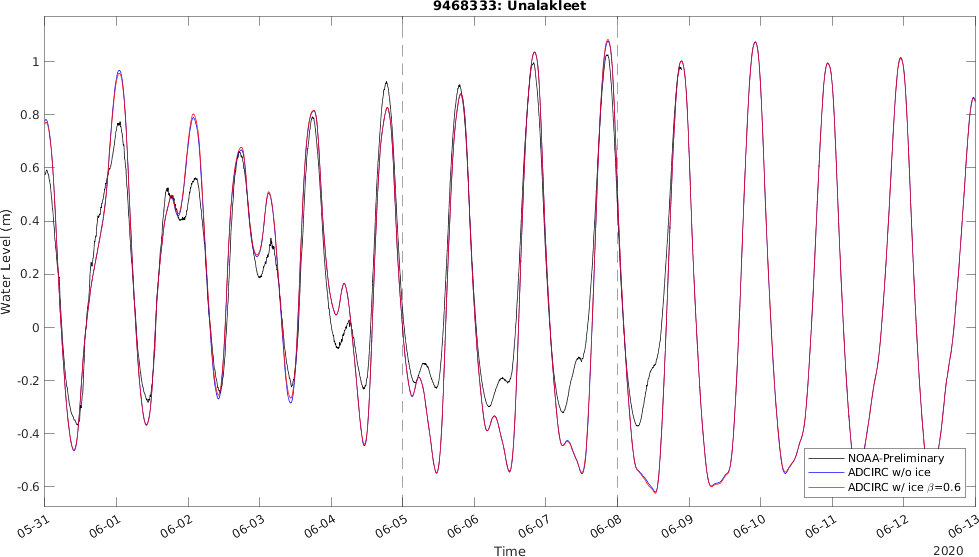 9468333: Unalakleet
Water Level (m)
1
0.8
0.6
0.4
0.2
0
-0.2
-0.4
-0.6
NOAA-Preliminary
ADCIRC w/o ice
ADCIRC w/ ice β=0.6
05-31 06-01 06-02 06-03 06-04 06-05 06-06 06-07 06-08 06-09 06-10 06-11 06-12 06-13
Time
2020